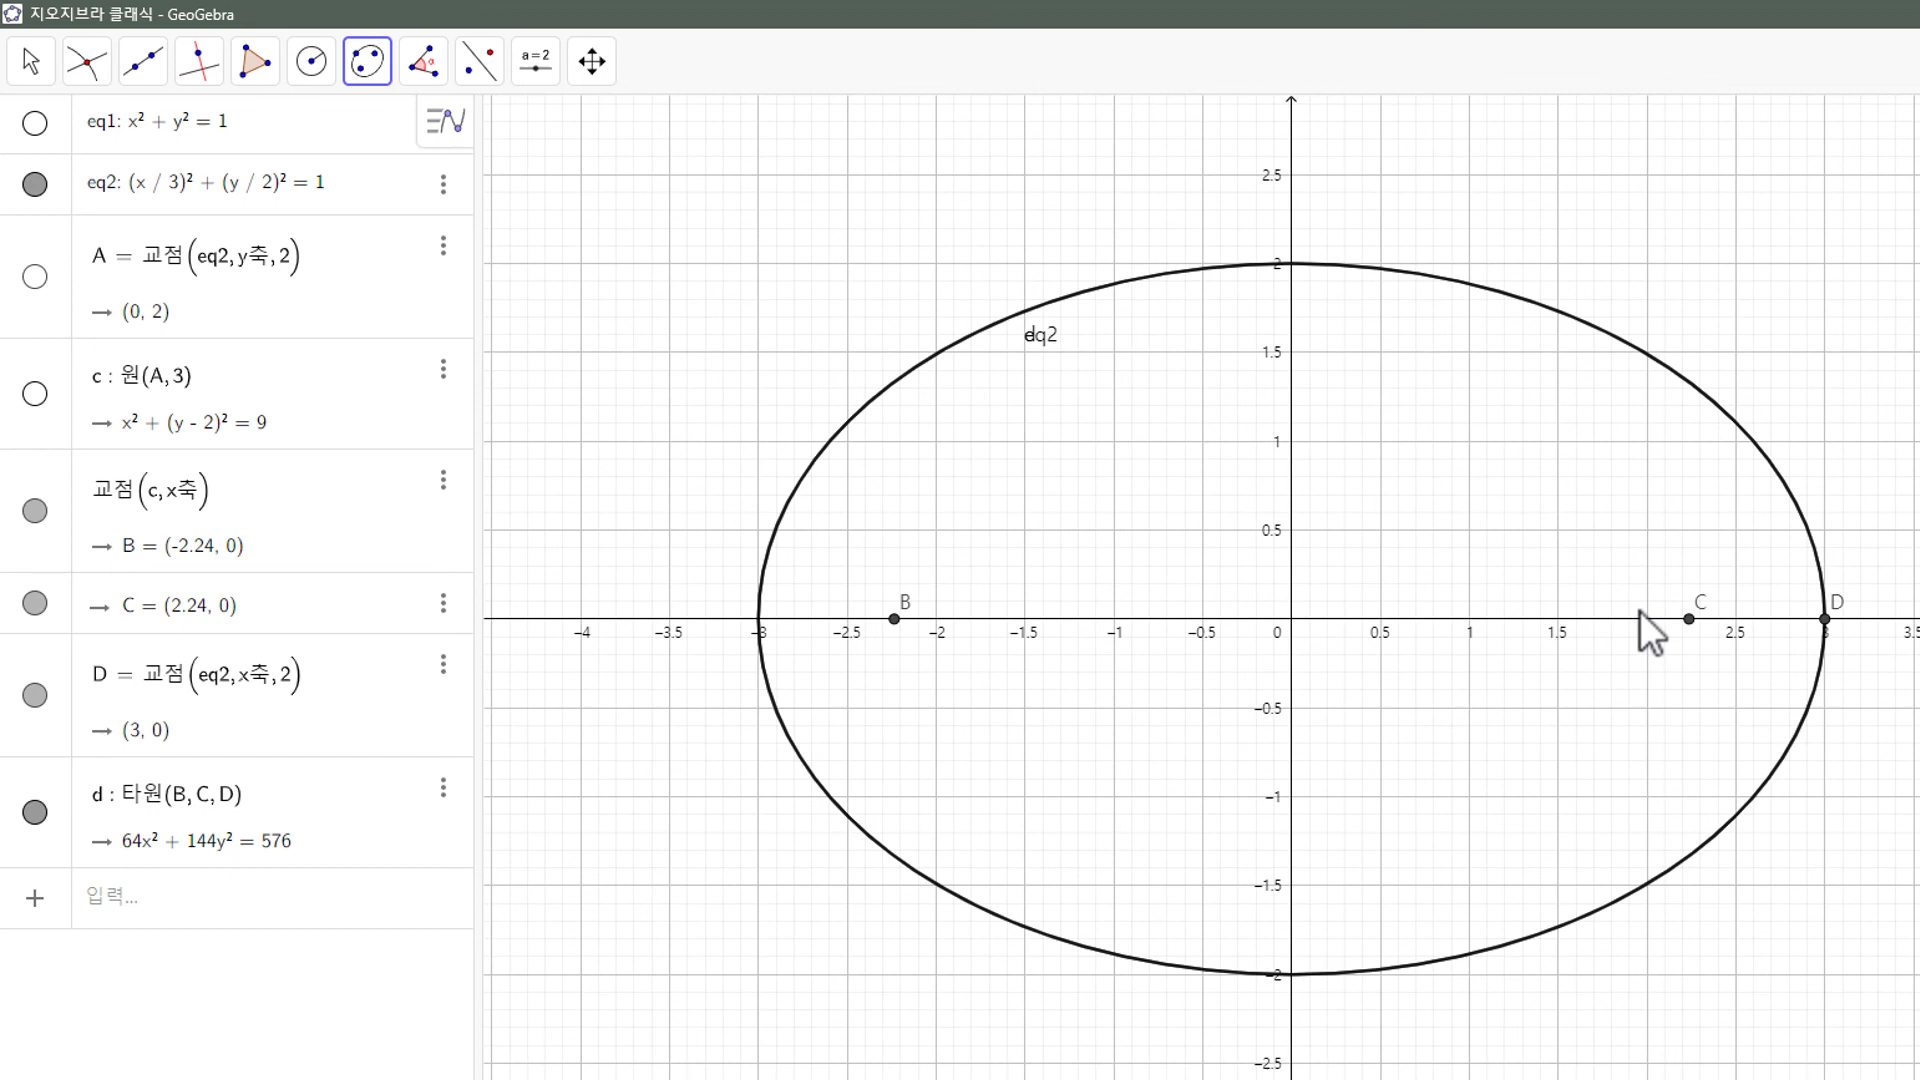 지오지브라 클래식 - GeoGebra
a=2
α
eq1: x² + y² = 1
eq2: (x / 3)² + (y / 2)² = 1
A = 교점(eq2, y축, 2)
→ (0, 2)
c : 원(A, 3)
→ x² + (y - 2)² = 9
교점(c, x축)
→ B = (-2.24, 0)
→ C = (2.24, 0)
D = 교점(eq2, x축, 2)
→ (3, 0)
d : 타원(B, C, D)
→ 64x² + 144y² = 576
+ 입력...
2.5
2
eq2
1.5
1
0.5
B C D
−4 −3.5 −3 −2.5 −2 −1.5 −1 −0.5 0 0.5 1 1.5 2.5 3 3.5
−0.5
−1
−1.5
−2
−2.5